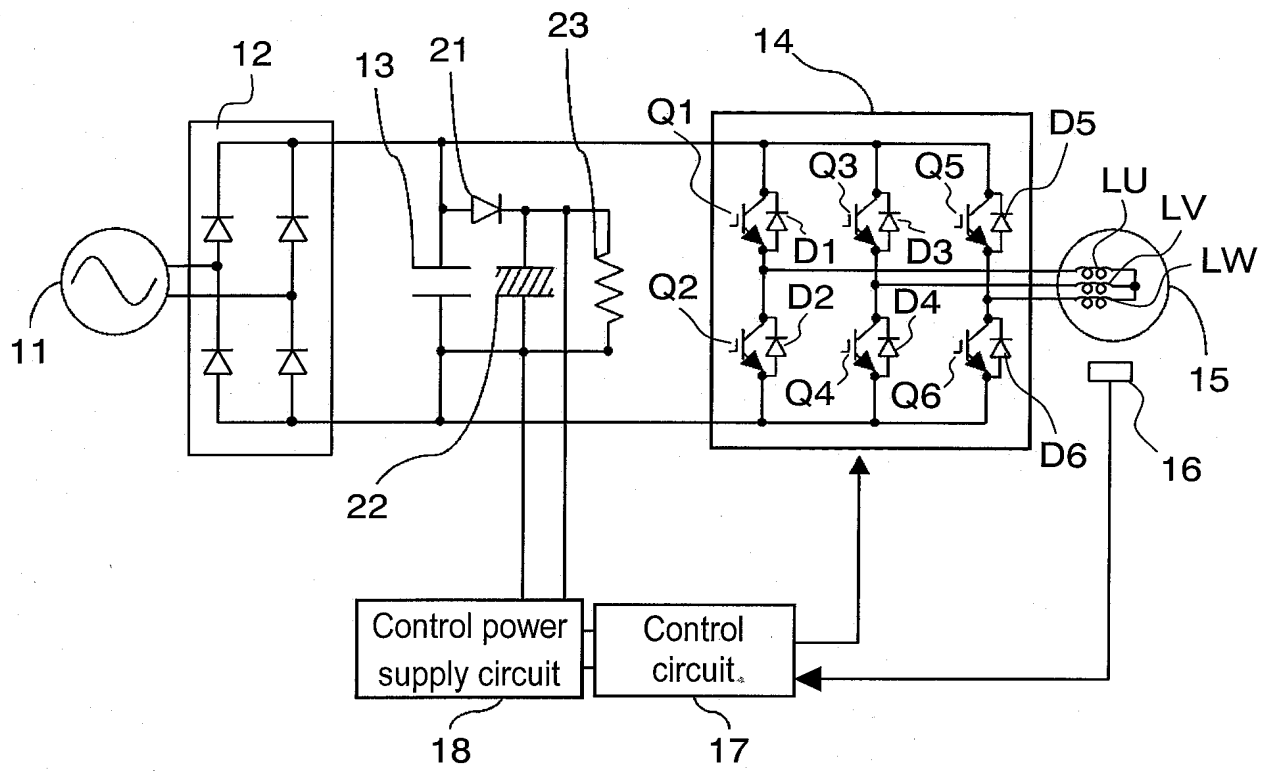 23
14
12
13
21
Q1
Q3
Q5
D5
LU
LV
LW
D1
D3
Q2
D2
D4
11
Q4
Q6
15
D6
16
22
Control power
supply circuit
Control
circuit
18
17